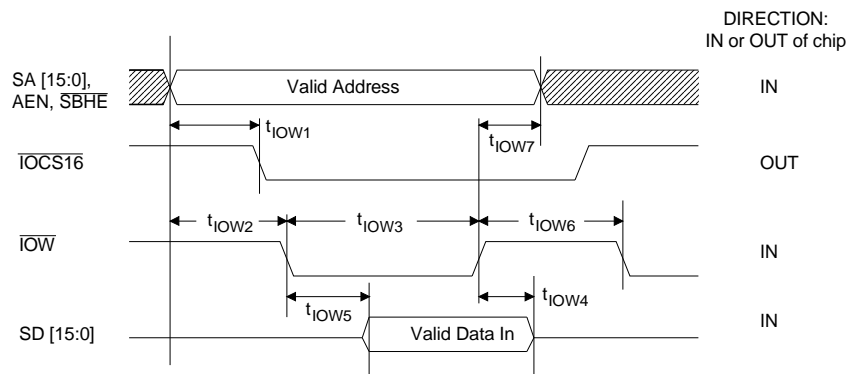 DIRECTION:
IN or OUT of chip
SA [15:0],
AEN, SBHE
Valid Address
IN
tIOW1
tIOW7
IOCS16
OUT
tIOW2
tIOW3
tIOW6
IOW
IN
tIOW5
tIOW4
SD [15:0]
Valid Data In
IN